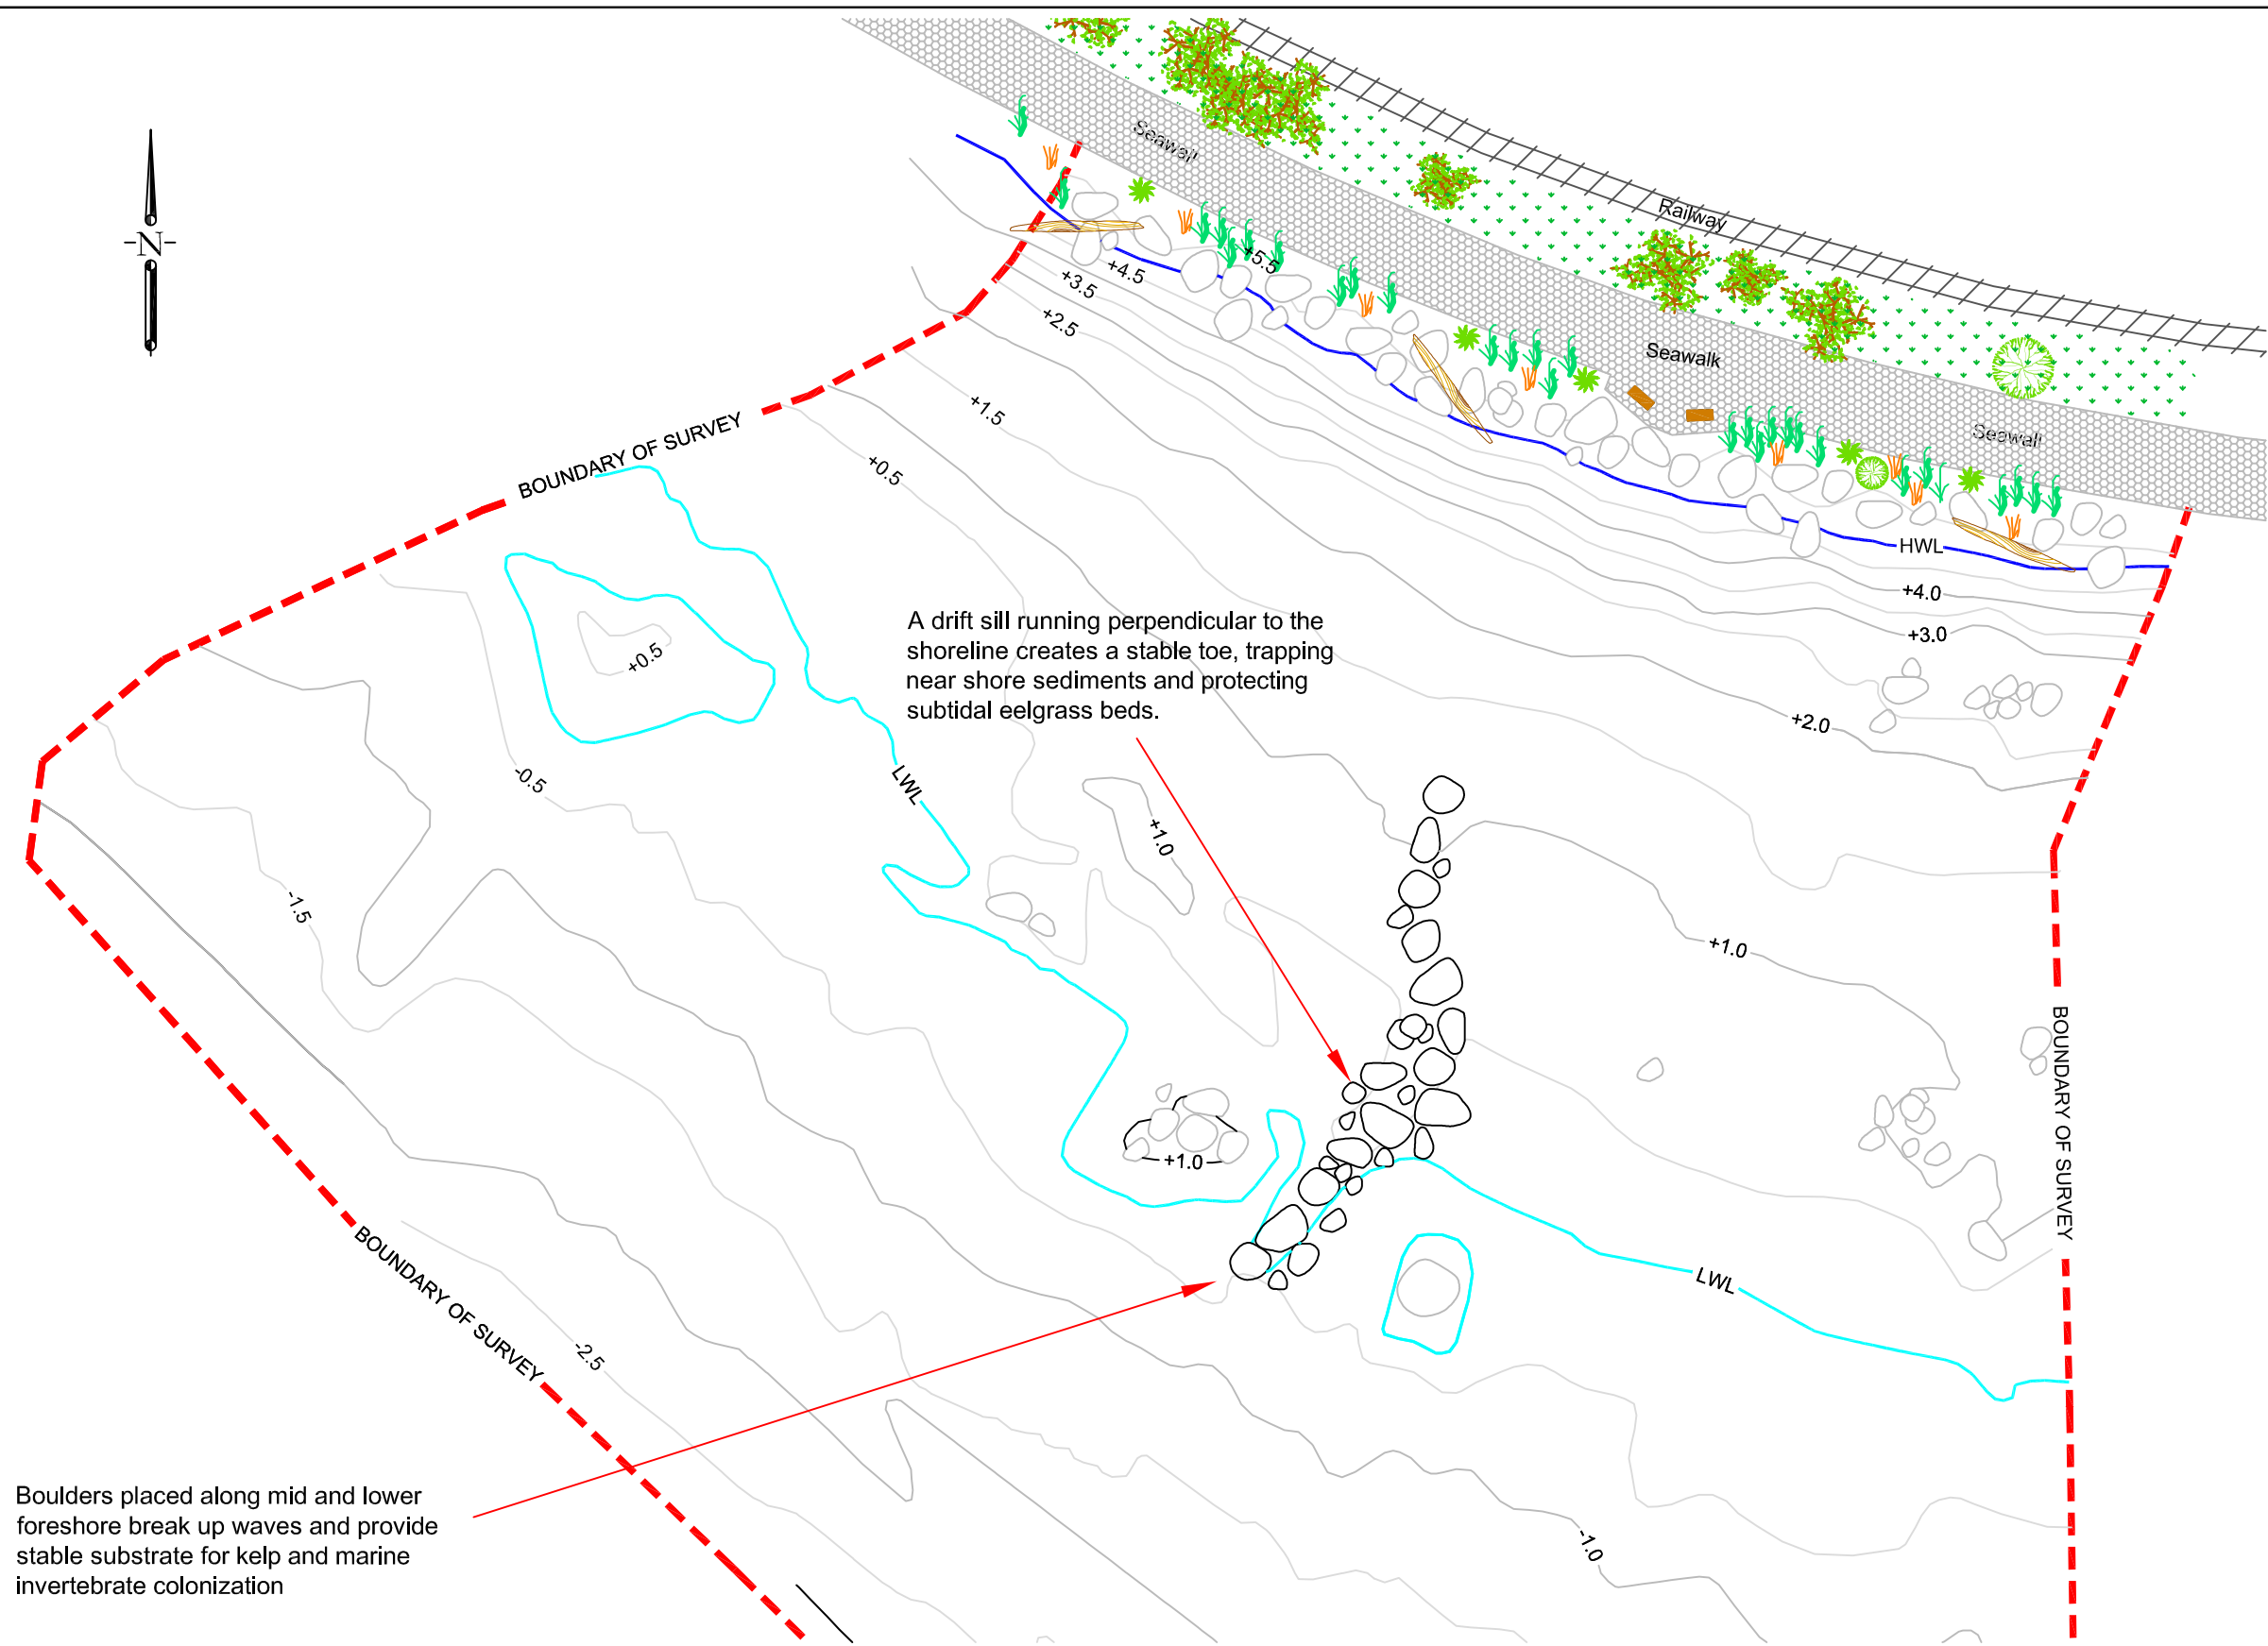 Seawall
Railway
-N-
+5.5
+4.5
+3.5
+2.5
Seawalk
+1.5
Seawall
BOUNDARY OF SURVEY
+0.5
HWL
+4.0
+3.0
A drift sill running perpendicular to the
shoreline creates a stable toe, trapping
near shore sediments and protecting
subtidal eelgrass beds.
+0.5
+2.0
-0.5
LWL
+1.0
-1.5
+1.0
BOUNDARY OF SURVEY
+1.0
LWL
BOUNDARY OF SURVEY
-2.5
Boulders placed along mid and lower
foreshore break up waves and provide
stable substrate for kelp and marine
invertebrate colonization
-1.0